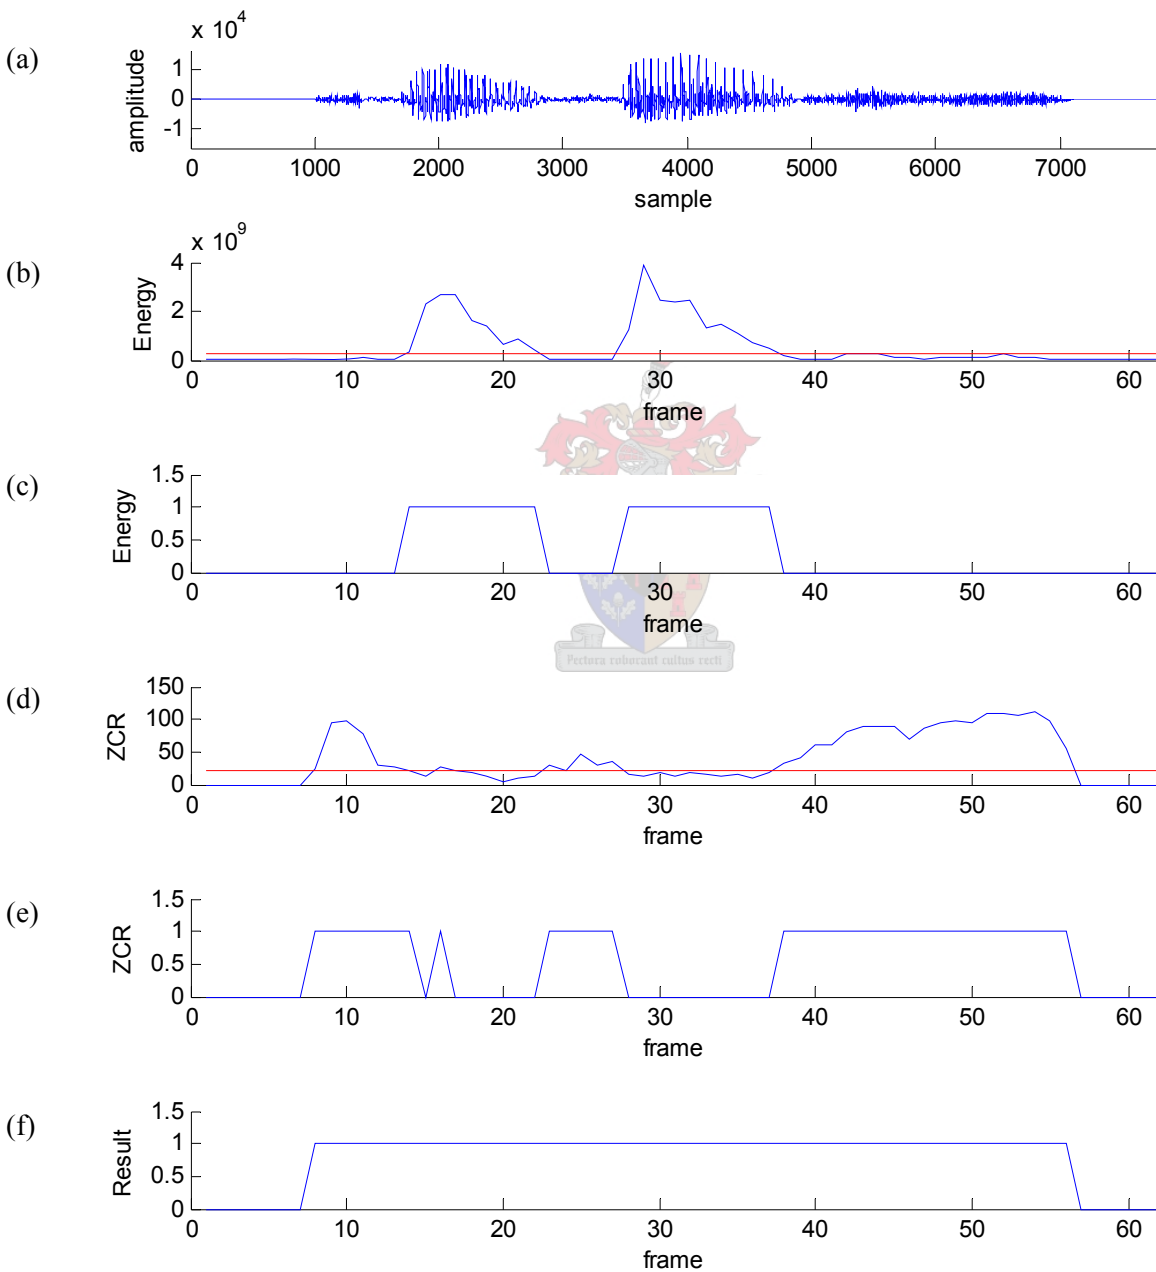 (a)
x 10^4
amplitude
1
0
-1
0 1000 2000 3000 4000 5000 6000 7000
sample
(b)
x 10^9
Energy
4
2
0
0 10 20 30 40 50 60
frame
(c)
Energy
1.5
1
0.5
0
0 10 20 30 40 50 60
frame
Pectora roborant cultus recti
(d)
ZCR
150
100
50
0
0 10 20 30 40 50 60
frame
(e)
ZCR
1.5
1
0.5
0
0 10 20 30 40 50 60
frame
(f)
Result
1.5
1
0.5
0
0 10 20 30 40 50 60
frame